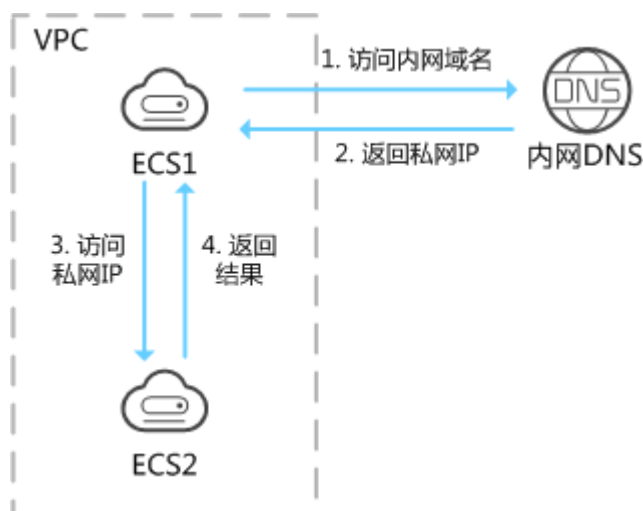 VPC
1. 访问内网域名
DNS
ECS1
2. 返回私网IP
内网DNS
3. 访问
私网IP
4. 返回
结果
ECS2